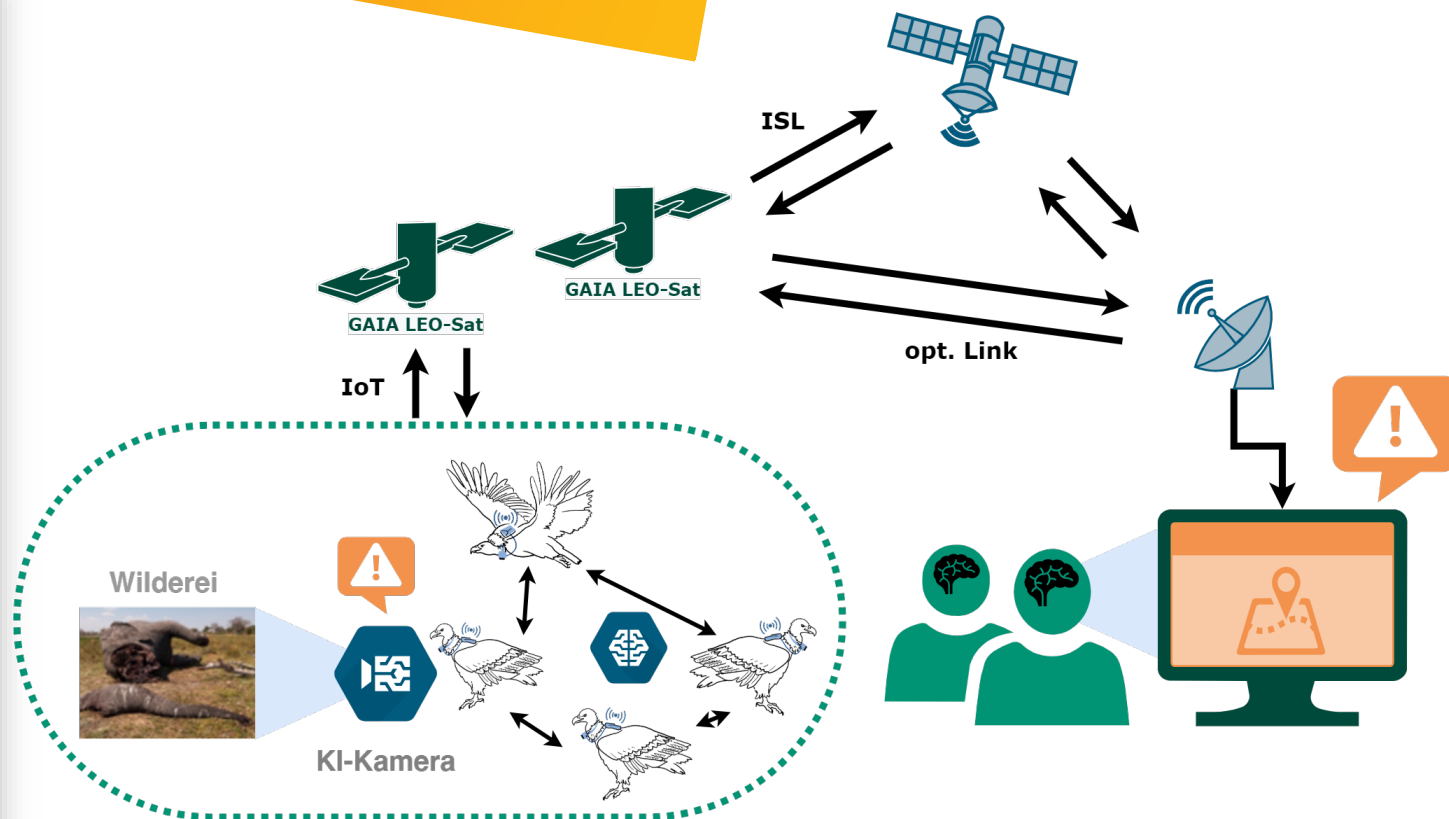 ISL
GAIA LEO-Sat
GAIA LEO-Sat
opt. Link
IoT
Wilderei
KI-Kamera